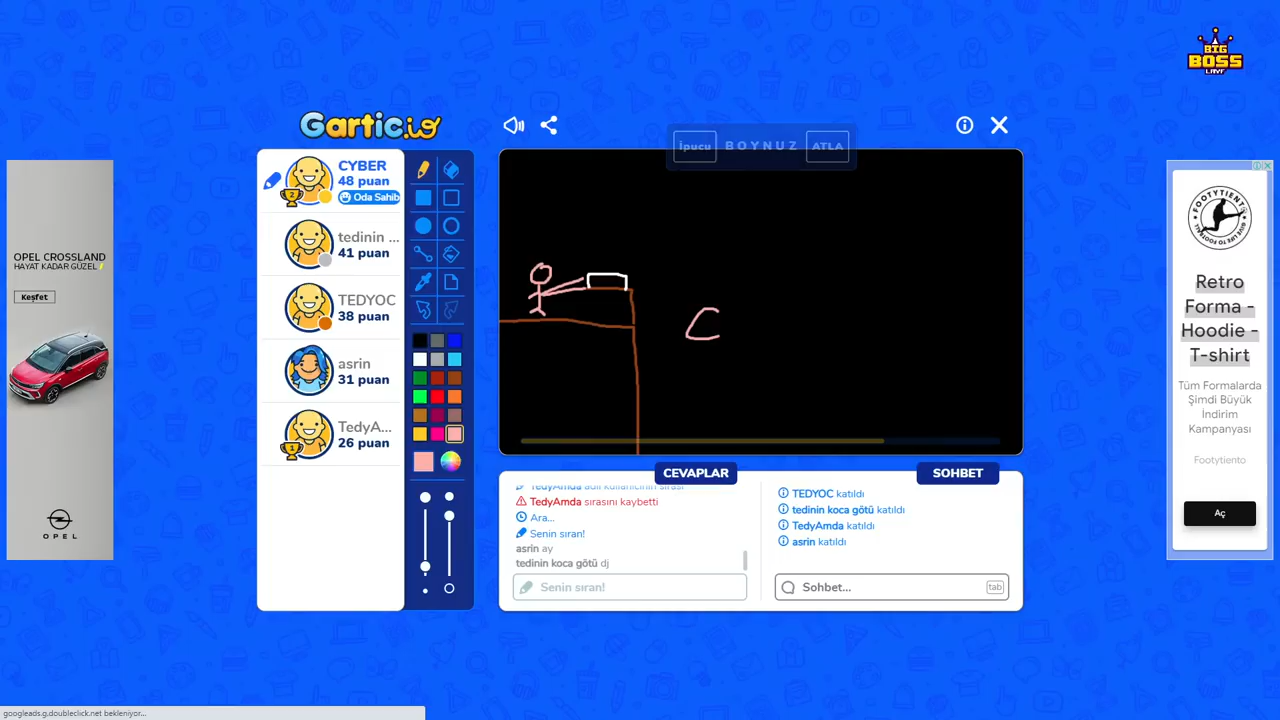 BIG
BOSS
LIVE
Gartic.io
İpucu
BOYNUZ
ATLA
CYBER
48 puan
Oda Sahib
tedinin ...
41 puan
TEDYOC
38 puan
asrin
31 puan
TedyA...
26 puan
OPEL CROSSLAND
HAYAT KADAR GÜZEL
Keşfet
OPEL
C
FOOTYTIENTO
Retro
Forma -
Hoodie -
T-shirt
Tüm Formalarda
Şimdi Büyük
İndirim
Kampanyası
Footytiento
Aç
CEVAPLAR
TedyAmda adlı kullanıcının sırası
TedyAmda sırasını kaybetti
Ara...
Senin sıran!
asrin ay
tedinin koca götü dj
Senin sıran!
SOHBET
TEDYOC katıldı
tedinin koca götü katıldı
TedyAmda katıldı
asrin katıldı
Sohbet...
tab
googleads.g.doubleclick.net bekleniyor...